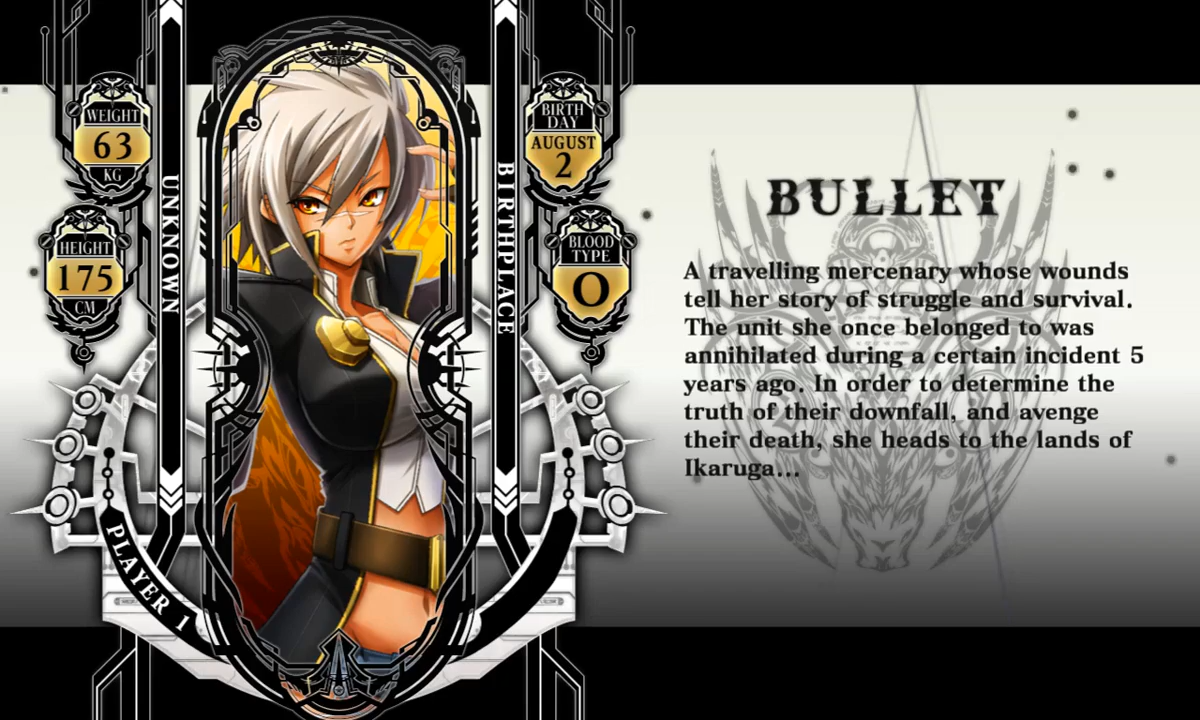 WEIGHT
63
KG
HEIGHT
175
CM
UNKNOWN
BIRTHPLACE
BIRTH
DAY
AUGUST
2
BLOOD
TYPE
O
PLAYER 1
BULLET
A travelling mercenary whose wounds
tell her story of struggle and survival.
The unit she once belonged to was
annihilated during a certain incident 5
years ago. In order to determine the
truth of their downfall, and avenge
their death, she heads to the lands of
Ikaruga...